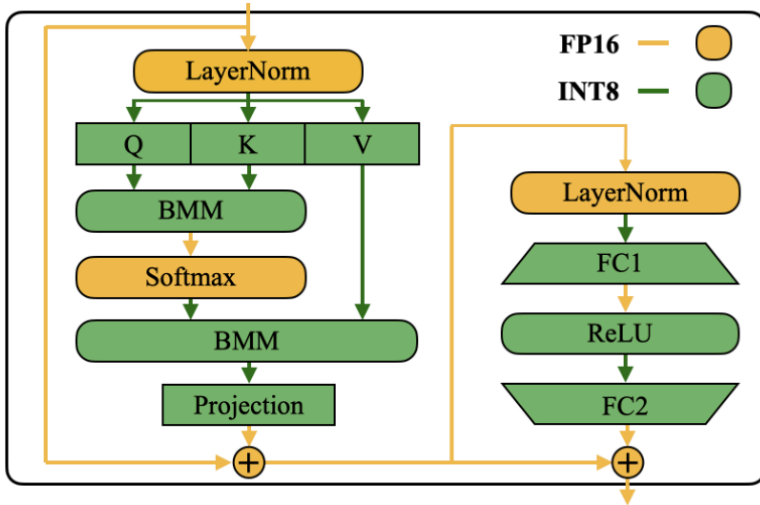 FP16
INT8
LayerNorm
Q K V
BMM
Softmax
BMM
Projection
+
LayerNorm
FC1
ReLU
FC2
+